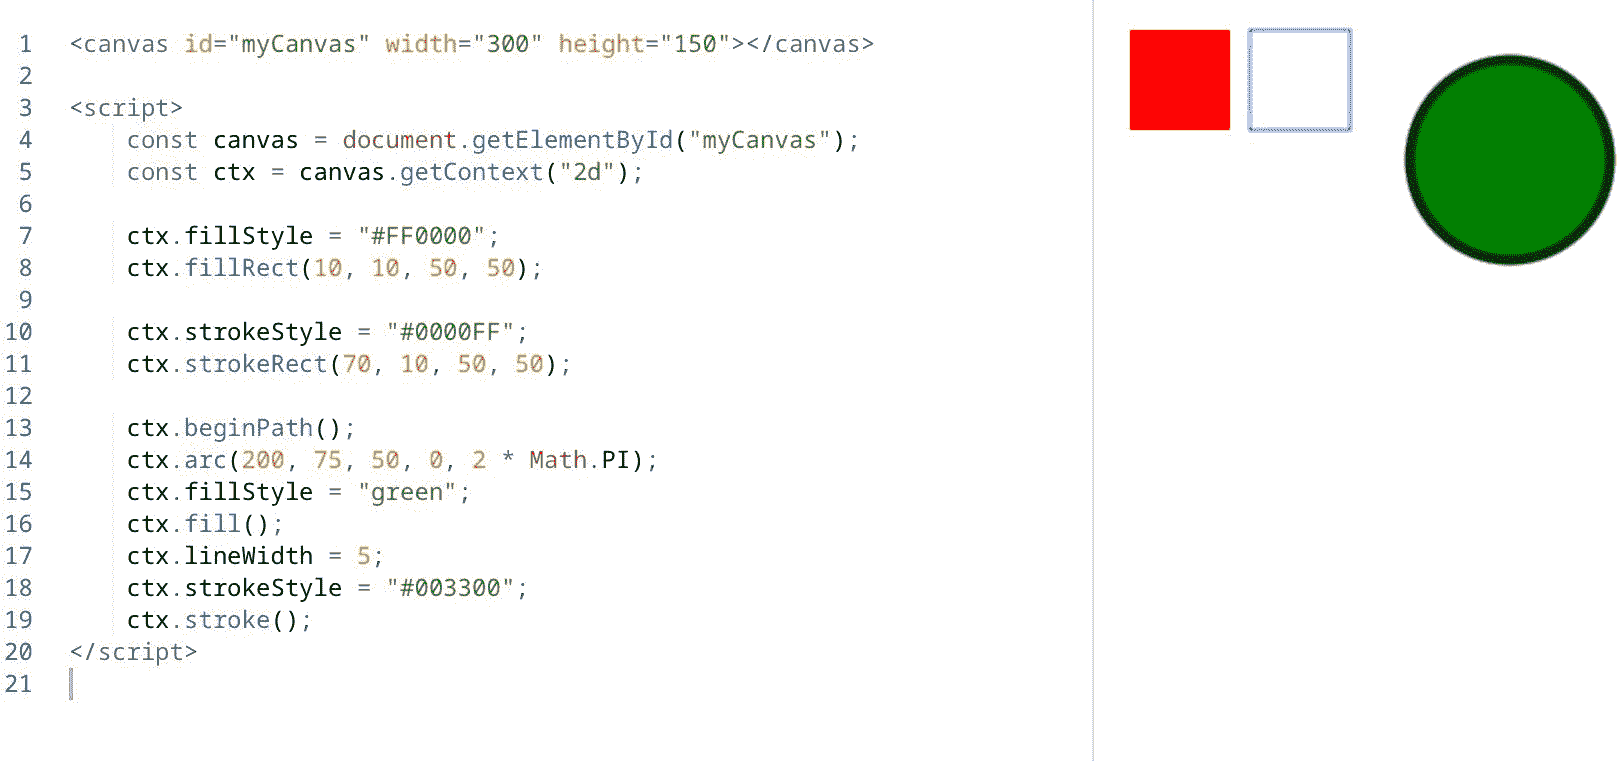 1 <canvas id="myCanvas" width="300" height="150"></canvas>
2
3 <script>
4 const canvas = document.getElementById("myCanvas");
5 const ctx = canvas.getContext("2d");
6
7 ctx.fillStyle = "#FF0000";
8 ctx.fillRect(10, 10, 50, 50);
9
10 ctx.strokeStyle = "#0000FF";
11 ctx.strokeRect(70, 10, 50, 50);
12
13 ctx.beginPath();
14 ctx.arc(200, 75, 50, 0, 2 * Math.PI);
15 ctx.fillStyle = "green";
16 ctx.fill();
17 ctx.lineWidth = 5;
18 ctx.strokeStyle = "#003300";
19 ctx.stroke();
20 </script>
21